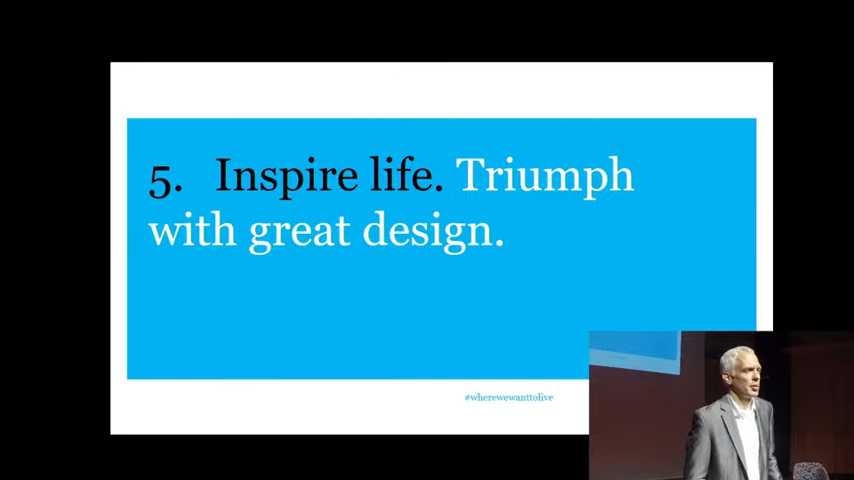 5. Inspire life. Triumph
with great design.
#wherewewanttolive